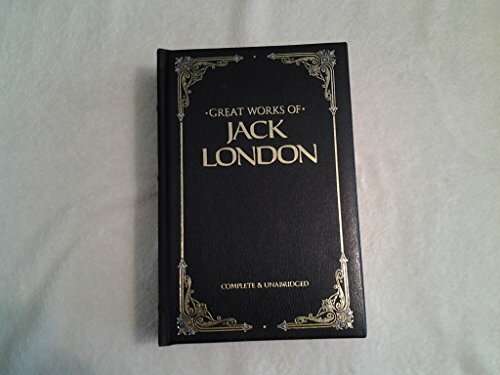 ·GREAT WORKS OF·
JACK
LONDON
COMPLETE & UNABRIDGED